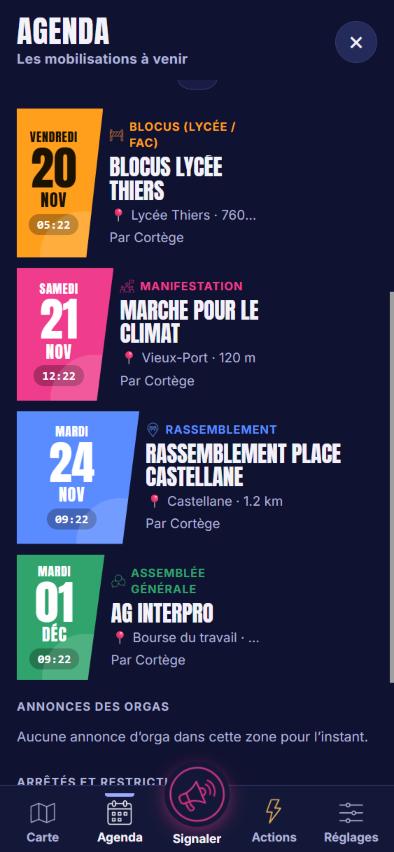 AGENDA
Les mobilisations à venir
VENDREDI
20
NOV
05:22
BLOCUS (LYCÉE /
FAC)
BLOCUS LYCÉE
THIERS
Lycée Thiers · 760…
Par Cortège
SAMEDI
21
NOV
12:22
MANIFESTATION
MARCHE POUR LE
CLIMAT
Vieux-Port · 120 m
Par Cortège
MARDI
24
NOV
09:22
RASSEMBLEMENT
RASSEMBLEMENT PLACE
CASTELLANE
Castellane · 1.2 km
Par Cortège
MARDI
01
DÉC
09:22
ASSEMBLÉE
GÉNÉRALE
AG INTERPRO
Bourse du travail · …
Par Cortège
ANNONCES DES ORGAS
Aucune annonce d’orga dans cette zone pour l’instant.
ARRÊTÉS ET RESTRICTI
Carte
Agenda
Signaler
Actions
Réglages